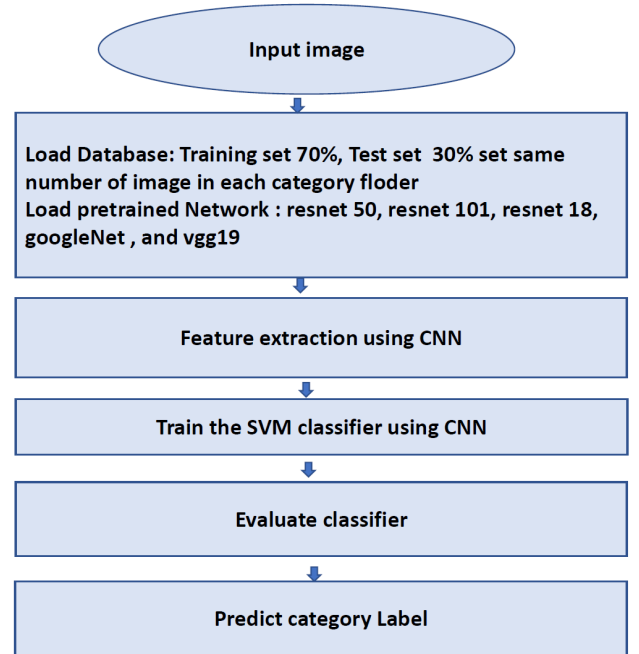 Input image
Load Database: Training set 70%, Test set  30% set same
number of image in each category floder
Load pretrained Network : resnet 50, resnet 101, resnet 18,
googleNet , and vgg19
Feature extraction using CNN
Train the SVM classifier using CNN
Evaluate classifier
Predict category Label